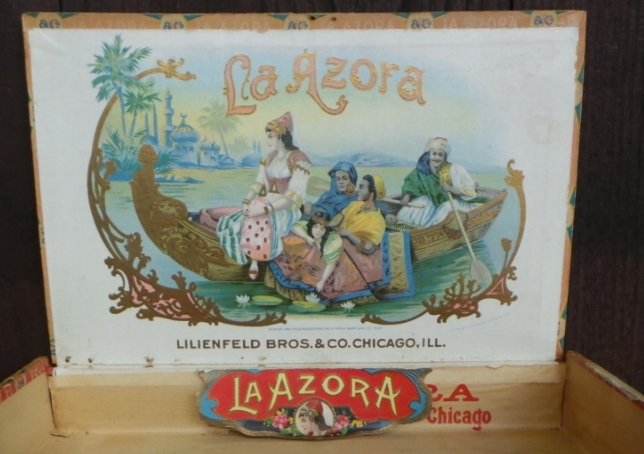 La Azora
LILIENFELD BROS. & CO. CHICAGO, ILL.
LA AZORA
Chicago